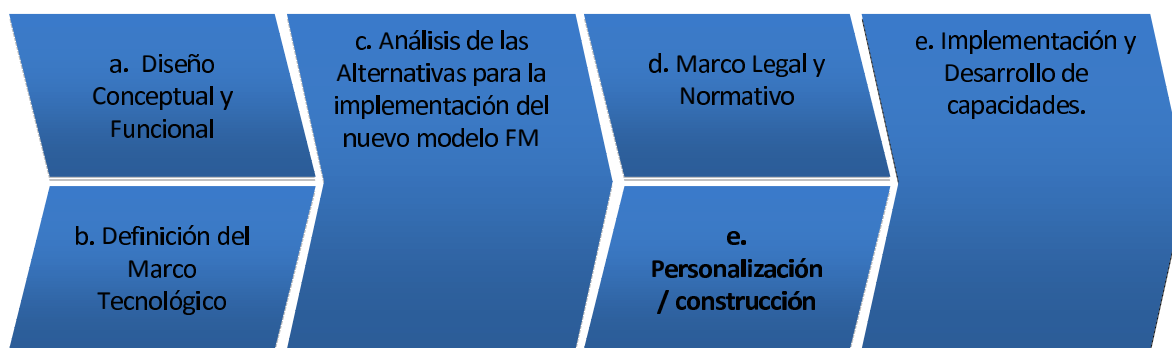 a. Diseño
Conceptual y
Funcional
b. Definición del
Marco
Tecnológico
c. Análisis de las
Alternativas para la
implementación del
nuevo modelo FM
d. Marco Legal y
Normativo
e.
Personalización
/ construcción
e. Implementación y
Desarrollo de
capacidades.